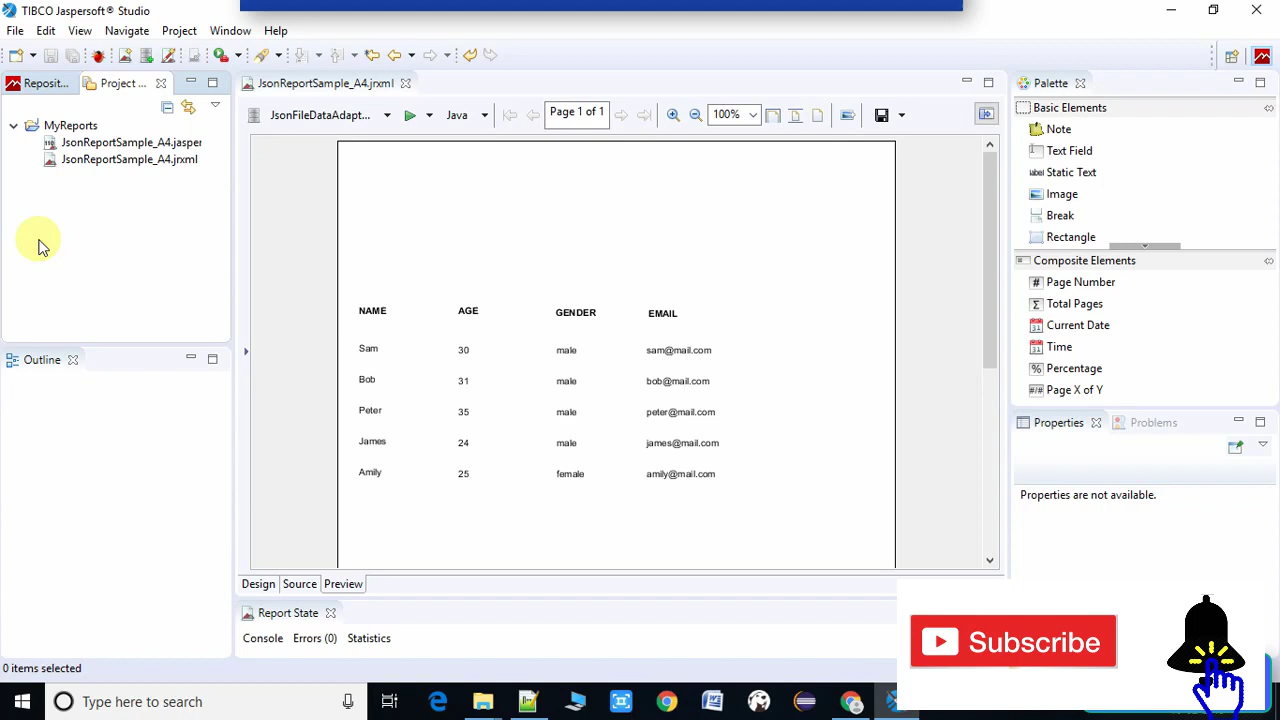 TIBCO Jaspersoft® Studio
File Edit View Navigate Project Window Help
Reposit... Project ...
MyReports
JsonReportSample_A4.jasper
JsonReportSample_A4.jrxml
Outline
JsonReportSample_A4.jrxml
JsonFileDataAdapt... Java Page 1 of 1 100%
NAME AGE GENDER EMAIL
Sam 30 male sam@mail.com
Bob 31 male bob@mail.com
Peter 35 male peter@mail.com
James 24 male james@mail.com
Amily 25 female amily@mail.com
Design Source Preview
Report State
Console Errors (0) Statistics
Palette
Basic Elements
Note
Text Field
label Static Text
Image
Break
Rectangle
Composite Elements
# Page Number
Σ Total Pages
31 Current Date
31 Time
% Percentage
#/# Page X of Y
Properties Problems
Properties are not available.
Subscribe
0 items selected
Type here to search